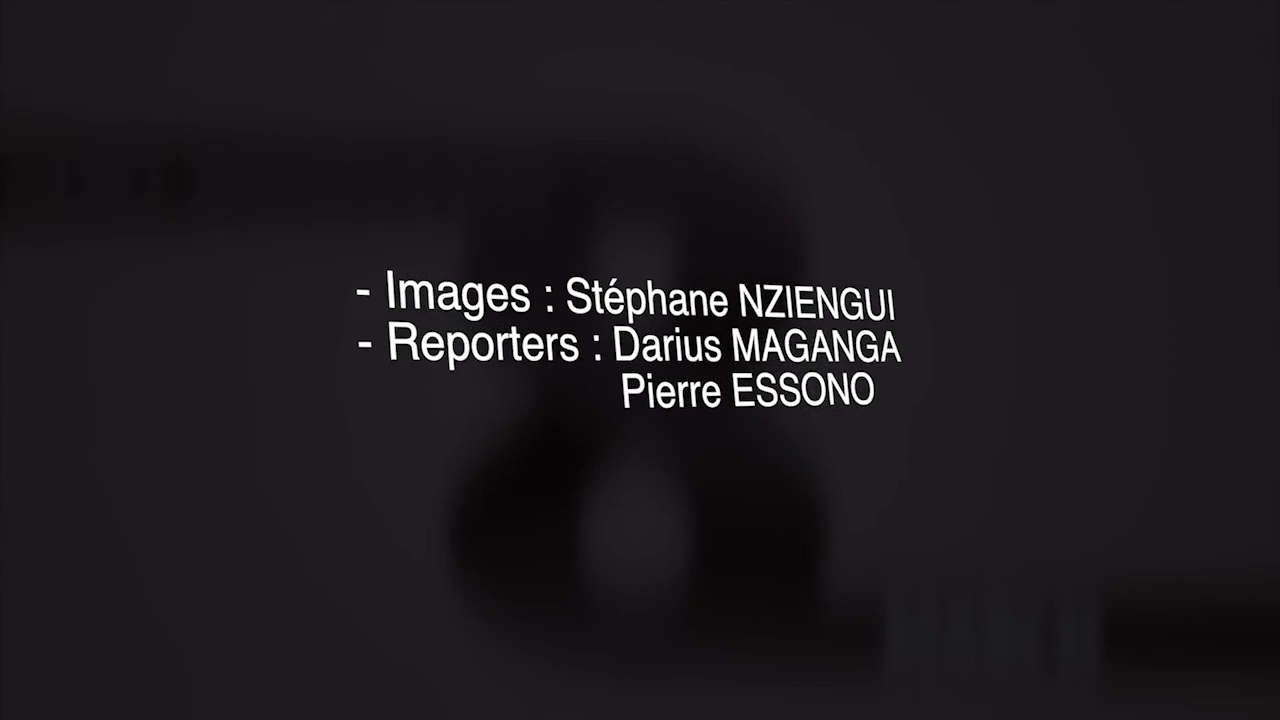 - Images : Stéphane NZIENGUI
- Reporters : Darius MAGANGA
Pierre ESSONO